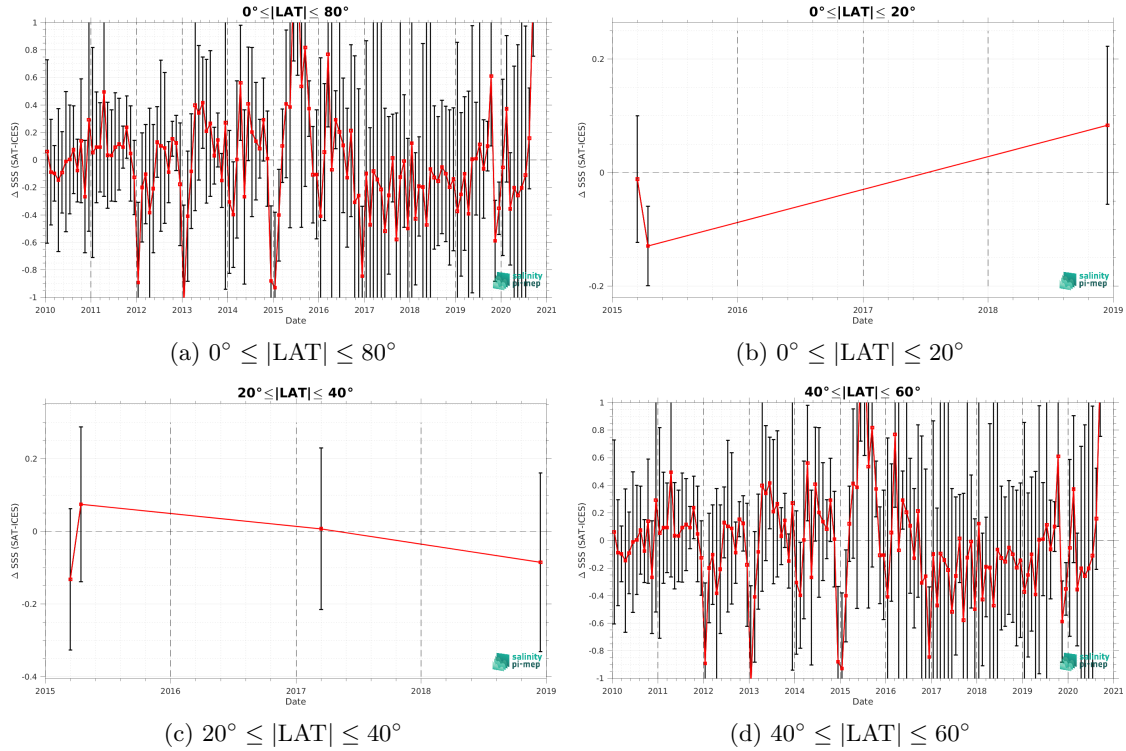 0°≤|LAT|≤ 80°
Δ SSS (SAT-ICES)
1
0.8
0.6
0.4
0.2
0
-0.2
-0.4
-0.6
-0.8
-1
2010 2011 2012 2013 2014 2015 2016 2017 2018 2019 2020 2021
Date
salinity
pi-mep
(a) 0° ≤ |LAT| ≤ 80°
0°≤|LAT|≤ 20°
Δ SSS (SAT-ICES)
0.2
0
-0.2
2015 2016 2017 2018 2019
Date
salinity
pi-mep
(b) 0° ≤ |LAT| ≤ 20°
20°≤|LAT|≤ 40°
Δ SSS (SAT-ICES)
0.2
0
-0.2
-0.4
2015 2016 2017 2018 2019
Date
salinity
pi-mep
(c) 20° ≤ |LAT| ≤ 40°
40°≤|LAT|≤ 60°
Δ SSS (SAT-ICES)
1
0.8
0.6
0.4
0.2
0
-0.2
-0.4
-0.6
-0.8
-1
2010 2011 2012 2013 2014 2015 2016 2017 2018 2019 2020 2021
Date
salinity
pi-mep
(d) 40° ≤ |LAT| ≤ 60°